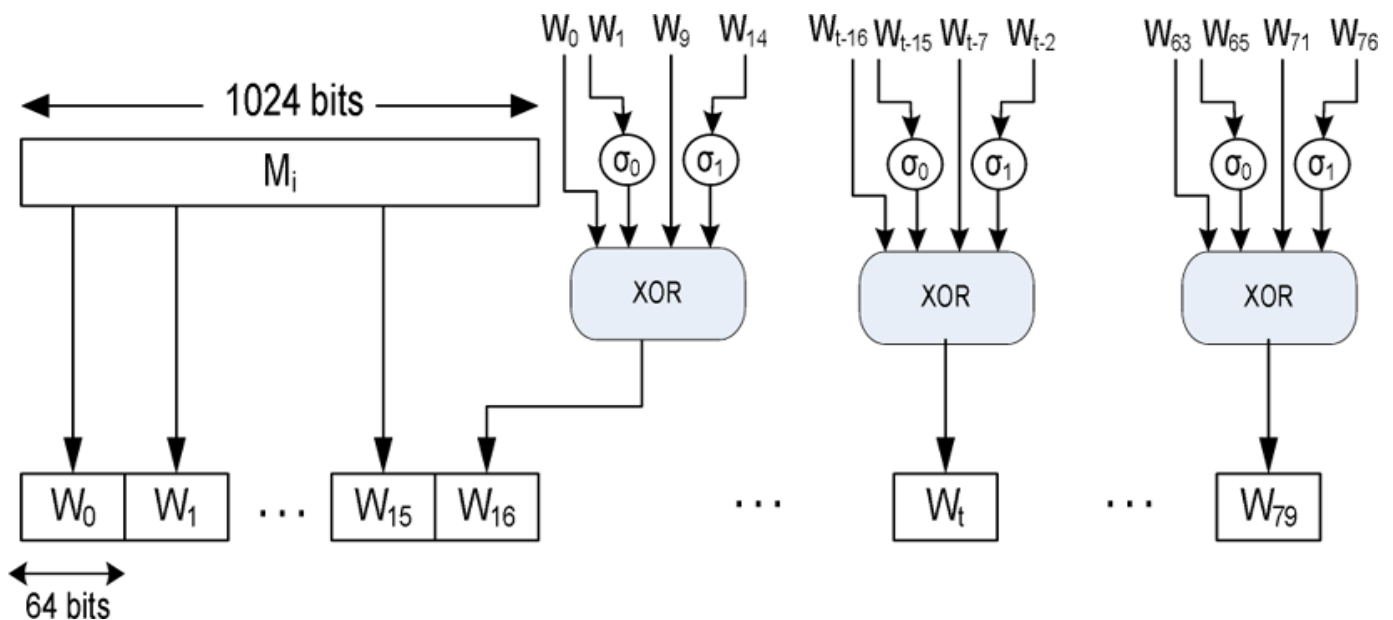 W₀ W₁ W₉ W₁₄ Wₜ₋₁₆ Wₜ₋₁₅ Wₜ₋₇ Wₜ₋₂ W₆₃ W₆₅ W₇₁ W₇₆
1024 bits
Mᵢ σ₀ σ₁ σ₀ σ₁ σ₀ σ₁
XOR XOR XOR
W₀ W₁ ... W₁₅ W₁₆ ... Wₜ ... W₇₉
64 bits